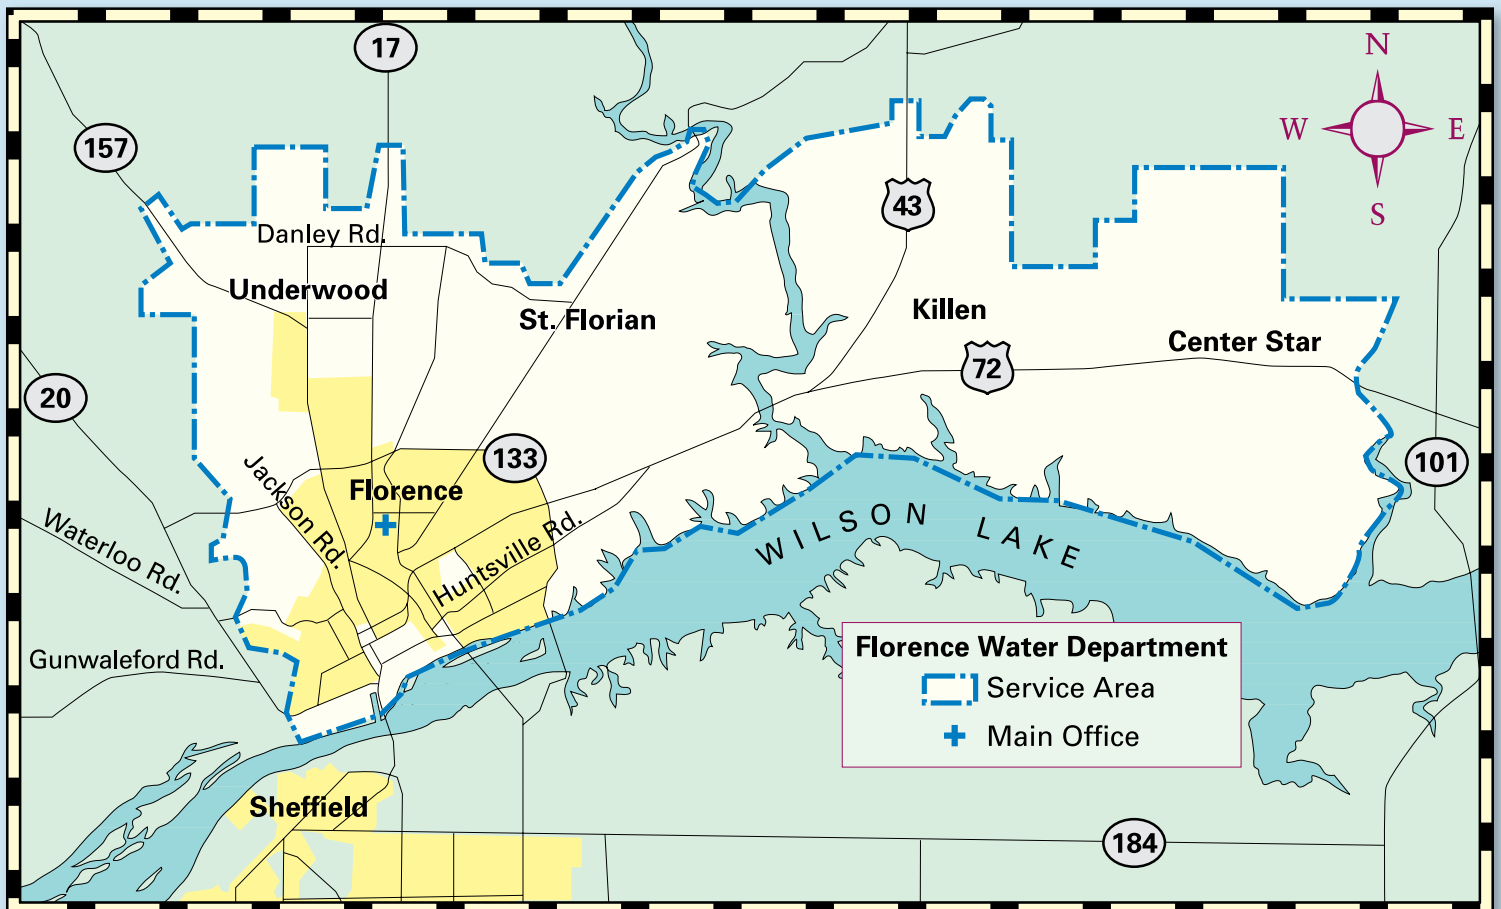 17
N
W E
S
157
43
Danley Rd.
Underwood
St. Florian
Killen
Center Star
72
20
133
101
Jackson Rd.
Florence
Waterloo Rd.
Huntsville Rd.
WILSON LAKE
Gunwaleford Rd.
Florence Water Department
Service Area
Main Office
Sheffield
184